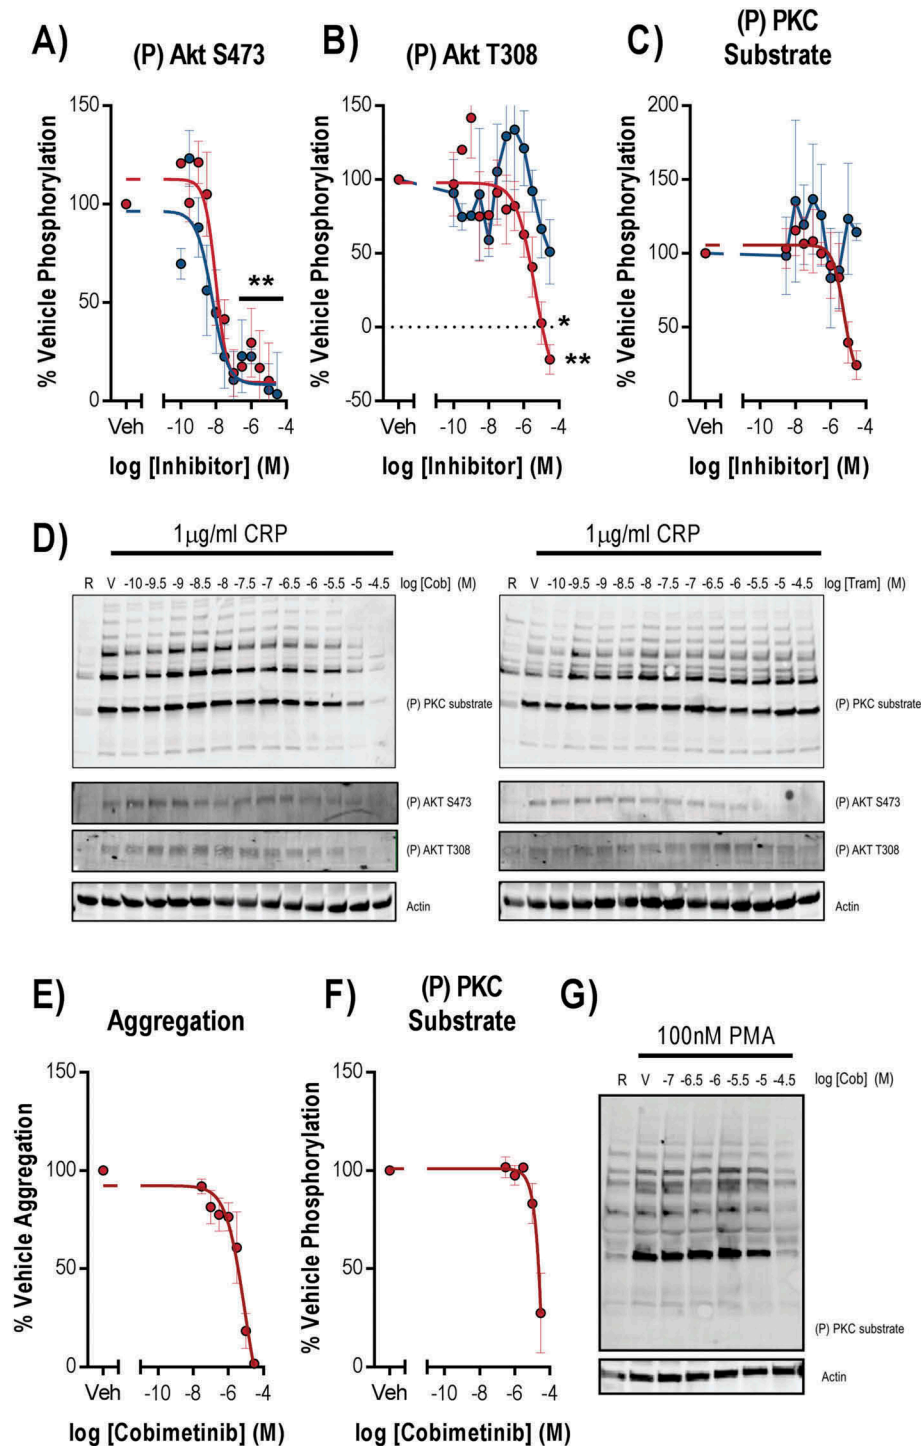 A)
(P) Akt S473
% Vehicle Phosphorylation
150
100
50
0
**
Veh
-10 -8 -6 -4
log [Inhibitor] (M)
B)
(P) Akt T308
% Vehicle Phosphorylation
150
100
50
0
-50
*
**
Veh
-10 -8 -6 -4
log [Inhibitor] (M)
C)
(P) PKC
Substrate
% Vehicle Phosphorylation
200
150
100
50
0
Veh
-10 -8 -6 -4
log [Inhibitor] (M)
D)
1µg/ml CRP
R V -10 -9.5 -9 -8.5 -8 -7.5 -7 -6.5 -6 -5.5 -5 -4.5
log [Cob] (M)
(P) PKC substrate
(P) AKT S473
(P) AKT T308
Actin
1µg/ml CRP
R V -10 -9.5 -9 -8.5 -8 -7.5 -7 -6.5 -6 -5.5 -5 -4.5
log [Tram] (M)
(P) PKC substrate
(P) AKT S473
(P) AKT T308
Actin
E)
Aggregation
% Vehicle Aggregation
150
100
50
0
Veh
-10 -8 -6 -4
log [Cobimetinib] (M)
F)
(P) PKC
Substrate
% Vehicle Phosphorylation
150
100
50
0
Veh
-10 -8 -6 -4
log [Cobimetinib] (M)
G)
100nM PMA
R V -7 -6.5 -6 -5.5 -5 -4.5
log [Cob] (M)
(P) PKC substrate
Actin